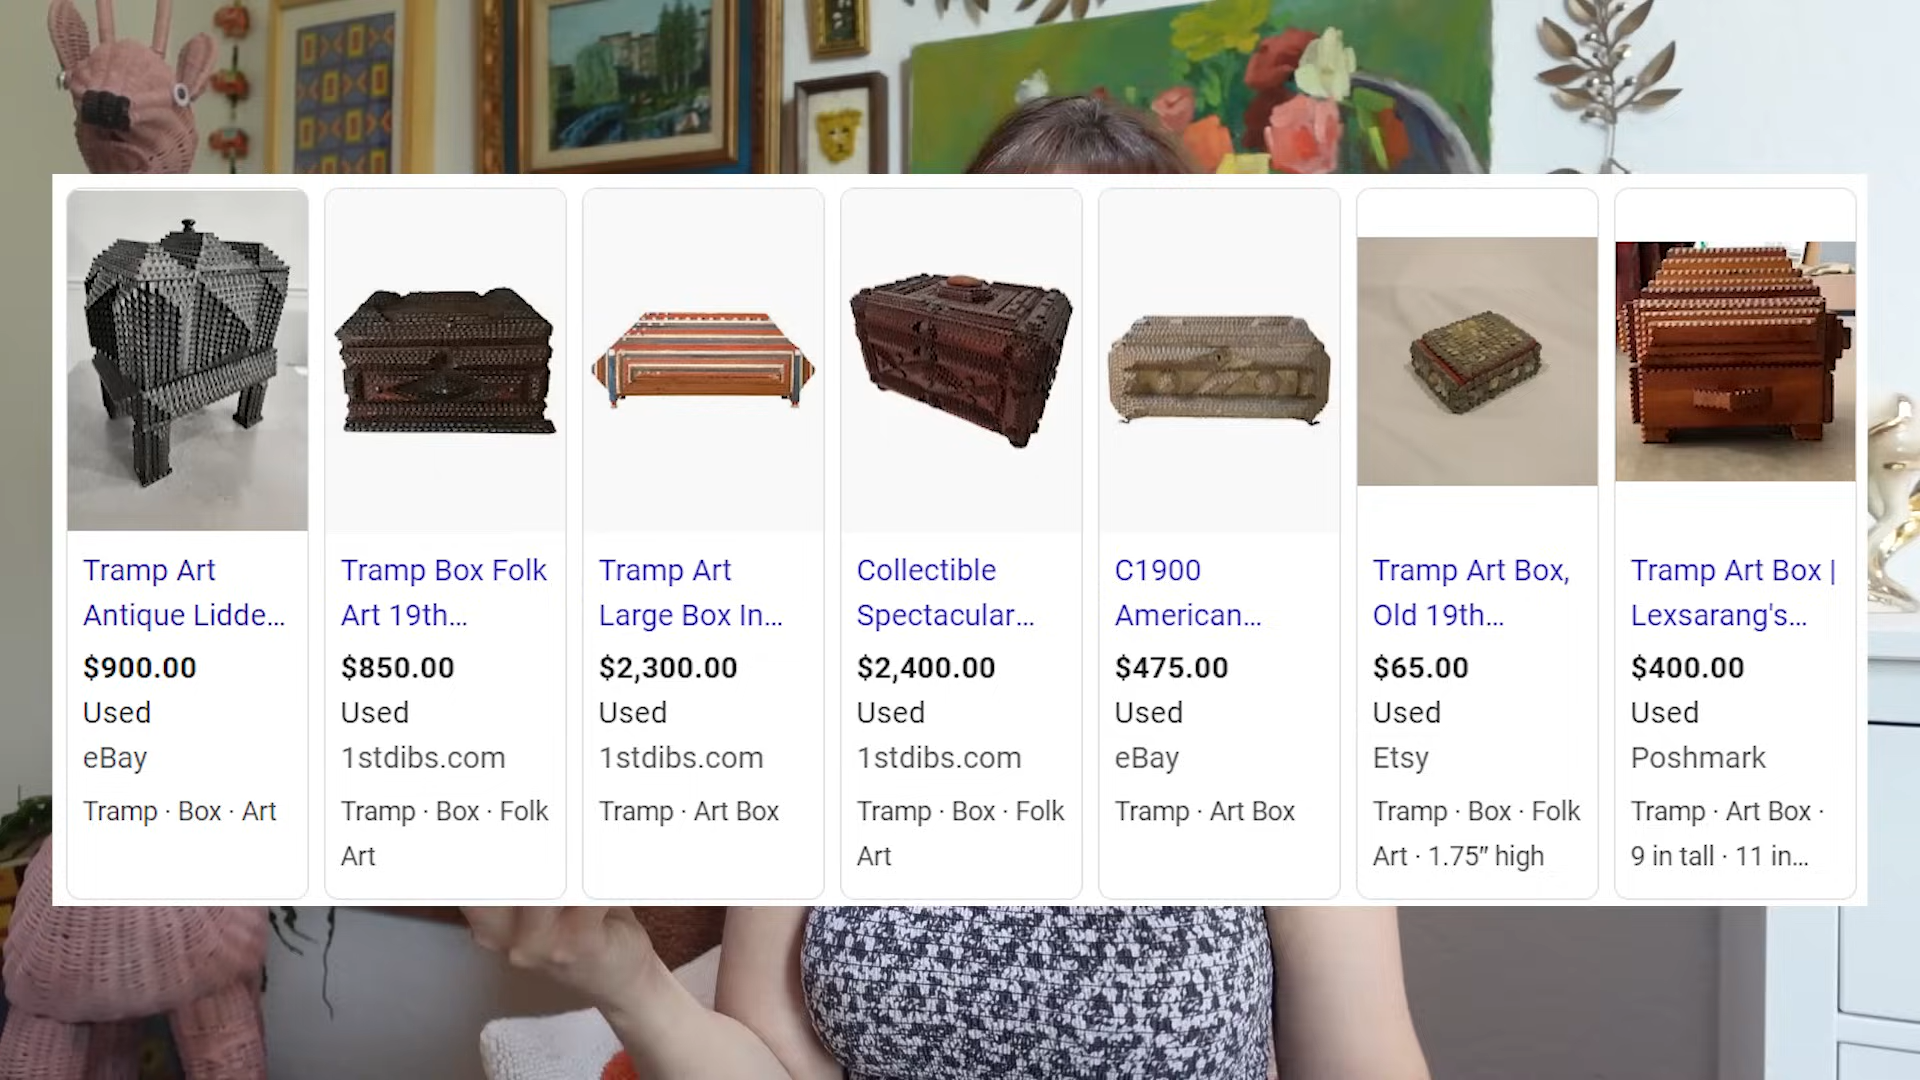 Tramp Art
Antique Lidde...
$900.00
Used
eBay
Tramp · Box · Art
Tramp Box Folk
Art 19th...
$850.00
Used
1stdibs.com
Tramp · Box · Folk
Art
Tramp Art
Large Box In...
$2,300.00
Used
1stdibs.com
Tramp · Art Box
Collectible
Spectacular...
$2,400.00
Used
1stdibs.com
Tramp · Box · Folk
Art
C1900
American...
$475.00
Used
eBay
Tramp · Art Box
Tramp Art Box,
Old 19th...
$65.00
Used
Etsy
Tramp · Box · Folk
Art · 1.75″ high
Tramp Art Box |
Lexsarang's...
$400.00
Used
Poshmark
Tramp · Art Box ·
9 in tall · 11 in...